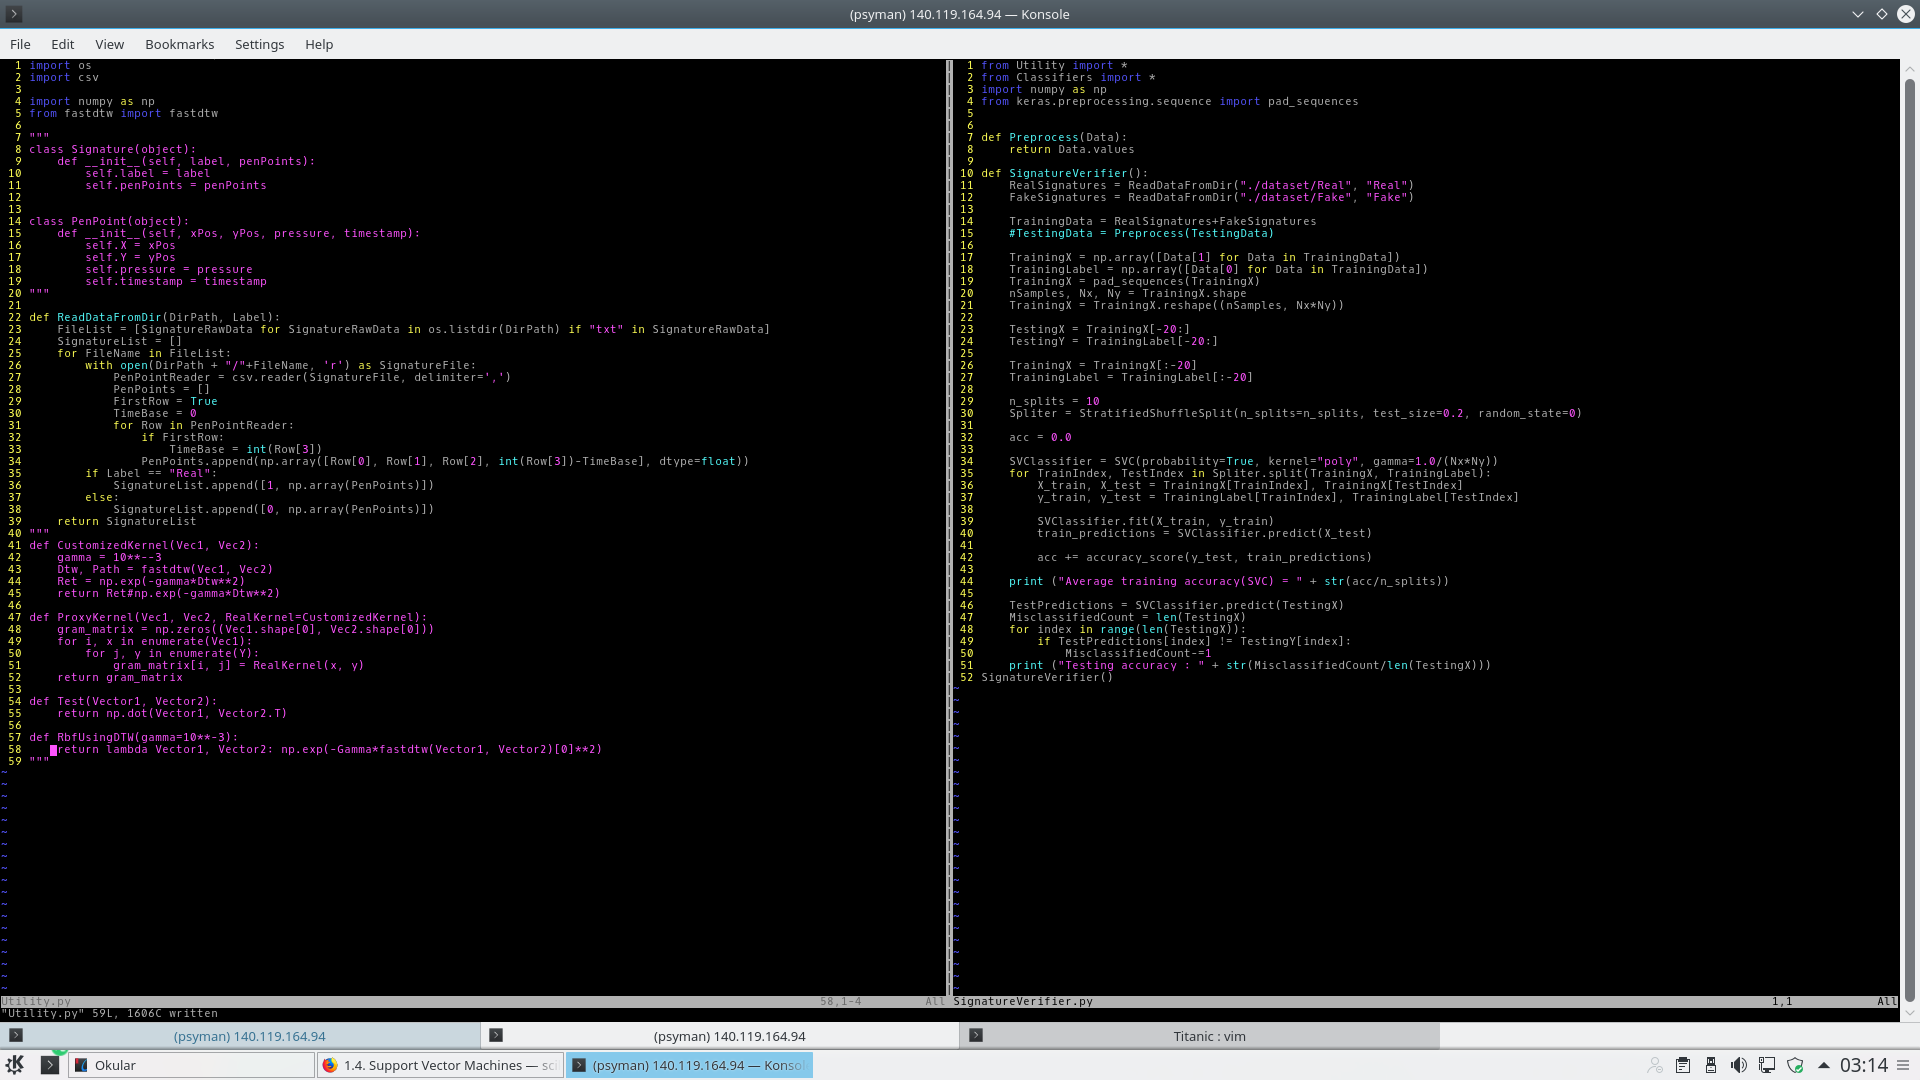 (psyman) 140.119.164.94 — Konsole
File Edit View Bookmarks Settings Help
1 import os
2 import csv
3
4 import numpy as np
5 from fastdtw import fastdtw
6
7 """
8 class Signature(object):
9     def __init__(self, label, penPoints):
10         self.label = label
11         self.penPoints = penPoints
12
13
14 class PenPoint(object):
15     def __init__(self, xPos, yPos, pressure, timestamp):
16         self.X = xPos
17         self.Y = yPos
18         self.pressure = pressure
19         self.timestamp = timestamp
20 """
21
22 def ReadDataFromDir(DirPath, Label):
23     FileList = [SignatureRawData for SignatureRawData in os.listdir(DirPath) if "txt" in SignatureRawData]
24     SignatureList = []
25     for FileName in FileList:
26         with open(DirPath + "/"+FileName, 'r') as SignatureFile:
27             PenPointReader = csv.reader(SignatureFile, delimiter=',')
28             PenPoints = []
29             FirstRow = True
30             TimeBase = 0
31             for Row in PenPointReader:
32                 if FirstRow:
33                     TimeBase = int(Row[3])
34                 PenPoints.append(np.array([Row[0], Row[1], Row[2], int(Row[3])-TimeBase], dtype=float))
35         if Label == "Real":
36             SignatureList.append([1, np.array(PenPoints)])
37         else:
38             SignatureList.append([0, np.array(PenPoints)])
39     return SignatureList
40 """
41 def CustomizedKernel(Vec1, Vec2):
42     gamma = 10**--3
43     Dtw, Path = fastdtw(Vec1, Vec2)
44     Ret = np.exp(-gamma*Dtw**2)
45     return Ret#np.exp(-gamma*Dtw**2)
46
47 def ProxyKernel(Vec1, Vec2, RealKernel=CustomizedKernel):
48     gram_matrix = np.zeros((Vec1.shape[0], Vec2.shape[0]))
49     for i, x in enumerate(Vec1):
50         for j, y in enumerate(Y):
51             gram_matrix[i, j] = RealKernel(x, y)
52     return gram_matrix
53
54 def Test(Vector1, Vector2):
55     return np.dot(Vector1, Vector2.T)
56
57 def RbfUsingDTW(gamma=10**-3):
58     return lambda Vector1, Vector2: np.exp(-Gamma*fastdtw(Vector1, Vector2)[0]**2)
59 """
Utility.py 58,1-4 All
"Utility.py" 59L, 1606C written
1 from Utility import *
2 from Classifiers import *
3 import numpy as np
4 from keras.preprocessing.sequence import pad_sequences
5
6
7 def Preprocess(Data):
8     return Data.values
9
10 def SignatureVerifier():
11     RealSignatures = ReadDataFromDir("./dataset/Real", "Real")
12     FakeSignatures = ReadDataFromDir("./dataset/Fake", "Fake")
13
14     TrainingData = RealSignatures+FakeSignatures
15     #TestingData = Preprocess(TestingData)
16
17     TrainingX = np.array([Data[1] for Data in TrainingData])
18     TrainingLabel = np.array([Data[0] for Data in TrainingData])
19     TrainingX = pad_sequences(TrainingX)
20     nSamples, Nx, Ny = TrainingX.shape
21     TrainingX = TrainingX.reshape((nSamples, Nx*Ny))
22
23     TestingX = TrainingX[-20:]
24     TestingY = TrainingLabel[-20:]
25
26     TrainingX = TrainingX[:-20]
27     TrainingLabel = TrainingLabel[:-20]
28
29     n_splits = 10
30     Spliter = StratifiedShuffleSplit(n_splits=n_splits, test_size=0.2, random_state=0)
31
32     acc = 0.0
33
34     SVClassifier = SVC(probability=True, kernel="poly", gamma=1.0/(Nx*Ny))
35     for TrainIndex, TestIndex in Spliter.split(TrainingX, TrainingLabel):
36         X_train, X_test = TrainingX[TrainIndex], TrainingX[TestIndex]
37         y_train, y_test = TrainingLabel[TrainIndex], TrainingLabel[TestIndex]
38
39         SVClassifier.fit(X_train, y_train)
40         train_predictions = SVClassifier.predict(X_test)
41
42         acc += accuracy_score(y_test, train_predictions)
43
44     print ("Average training accuracy(SVC) = " + str(acc/n_splits))
45
46     TestPredictions = SVClassifier.predict(TestingX)
47     MisclassifiedCount = len(TestingX)
48     for index in range(len(TestingX)):
49         if TestPredictions[index] != TestingY[index]:
50             MisclassifiedCount-=1
51     print ("Testing accuracy : " + str(MisclassifiedCount/len(TestingX)))
52 SignatureVerifier()
SignatureVerifier.py 1,1 All
(psyman) 140.119.164.94 (psyman) 140.119.164.94 Titanic : vim
Okular 1.4. Support Vector Machines — sci (psyman) 140.119.164.94 — Konso 03:14